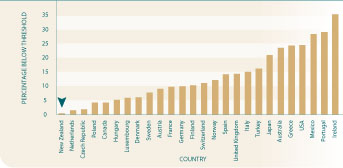 PERCENTAGE BELOW THRESHOLD
35
30
25
20
15
10
5
0
New Zealand
Netherlands
Czech Republic
Poland
Canada
Hungary
Luxembourg
Denmark
Sweden
Austria
France
Germany
Finland
Switzerland
Norway
Spain
United Kingdom
Italy
Turkey
Japan
Australia
Greece
USA
Mexico
Portugal
Ireland
COUNTRY